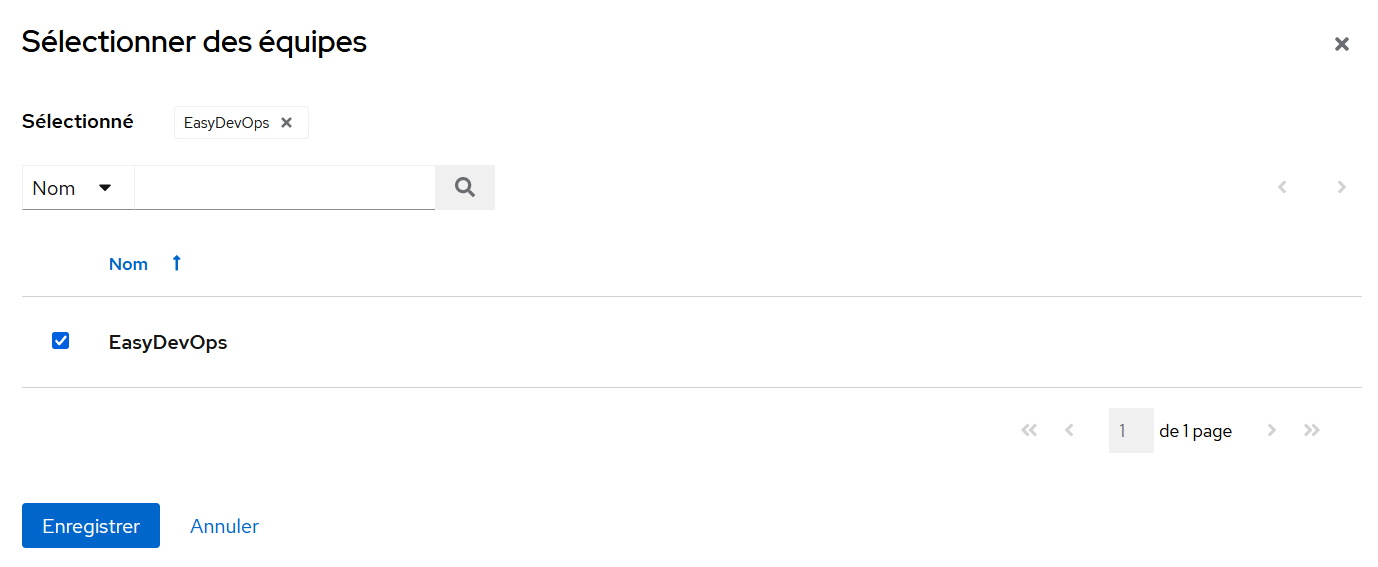 Sélectionner des équipes
Sélectionné EasyDevOps
Nom
Nom
EasyDevOps
1 de 1 page
Enregistrer Annuler